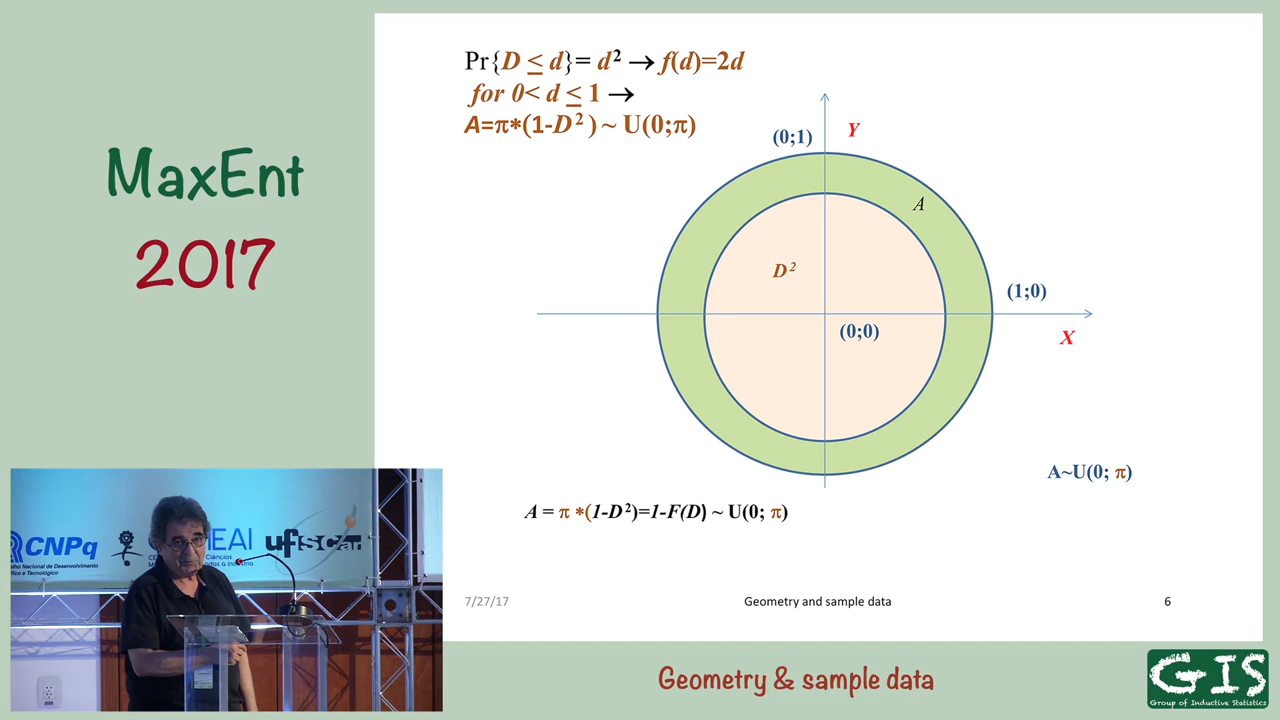 MaxEnt
2017
Pr{D ≤ d}= d² → f(d)=2d
for 0< d ≤ 1 →
A=π*(1-D² ) ~ U(0;π)
(0;1)
Y
A
D²
(1;0)
(0;0)
X
A~U(0; π)
A = π *(1-D²)=1-F(D) ~ U(0; π)
7/27/17
Geometry and sample data
6
CNPq
ufscar
Geometry & sample data
GIS
Group of Inductive Statistics